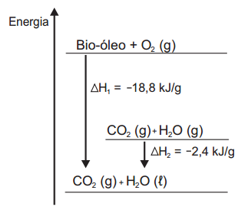 Energia
Bio-óleo + O₂ (g)
ΔH₁ = -18,8 kJ/g
CO₂ (g)+H₂O (g)
ΔH₂ = -2,4 kJ/g
CO₂ (g)+H₂O (ℓ)